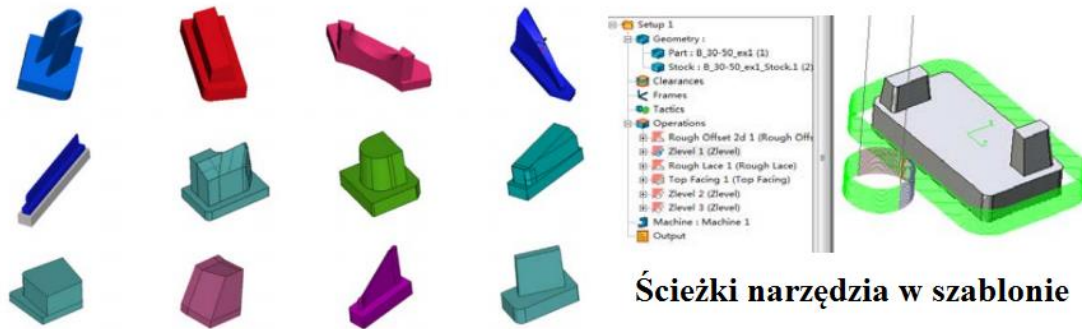 Setup 1
Geometry :
Part : B_30-50_ex1 (1)
Stock : B_30-50_ex1_Stock.1 (2)
Clearances
Frames
Tactics
Operations
Rough Offset 2d 1 (Rough Offs
Zlevel 1 (Zlevel)
Rough Lace 1 (Rough Lace)
Top Facing 1 (Top Facing)
Zlevel 2 (Zlevel)
Zlevel 3 (Zlevel)
Machine : Machine 1
Output
Ścieżki narzędzia w szablonie